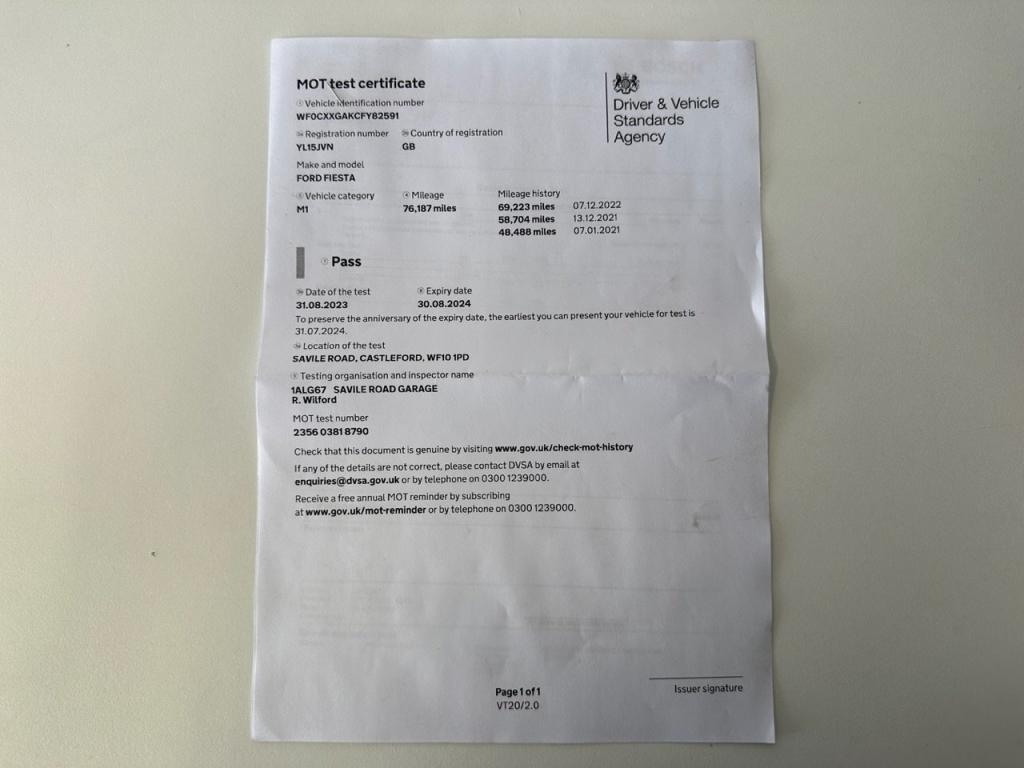 MOT test certificate
Vehicle identification number
WF0CXXGAKCFY82591
Registration number Country of registration
YL15JVN GB
Make and model
FORD FIESTA
Vehicle category Mileage Mileage history
M1 76,187 miles 69,223 miles 07.12.2022
58,704 miles 13.12.2021
48,488 miles 07.01.2021
Pass
Date of the test Expiry date
31.08.2023 30.08.2024
To preserve the anniversary of the expiry date, the earliest you can present your vehicle for test is
31.07.2024.
Location of the test
SAVILE ROAD, CASTLEFORD, WF10 1PD
Testing organisation and inspector name
1ALG67 SAVILE ROAD GARAGE
R. Wilford
MOT test number
2356 0381 8790
Check that this document is genuine by visiting www.gov.uk/check-mot-history
If any of the details are not correct, please contact DVSA by email at
enquiries@dvsa.gov.uk or by telephone on 0300 1239000.
Receive a free annual MOT reminder by subscribing
at www.gov.uk/mot-reminder or by telephone on 0300 1239000.
Driver & Vehicle
Standards
Agency
Issuer signature
Page 1 of 1
VT20/2.0